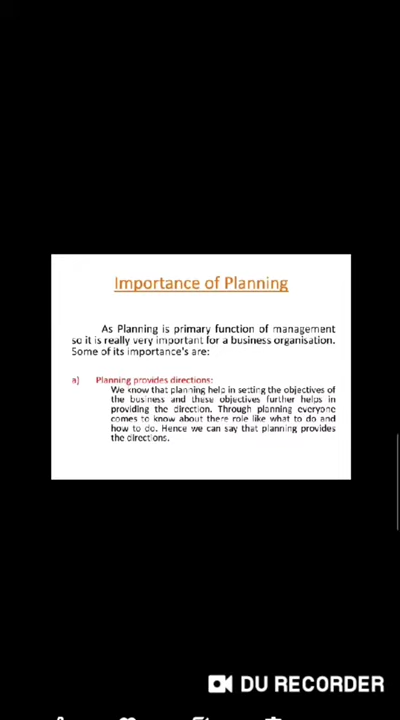 Importance of Planning
As Planning is primary function of management
so it is really very important for a business organisation.
Some of its importance's are:
a) Planning provides directions:
We know that planning help in setting the objectives of
the business and these objectives further helps in
providing the direction. Through planning everyone
comes to know about there role like what to do and
how to do. Hence we can say that planning provides
the directions.
DU RECORDER